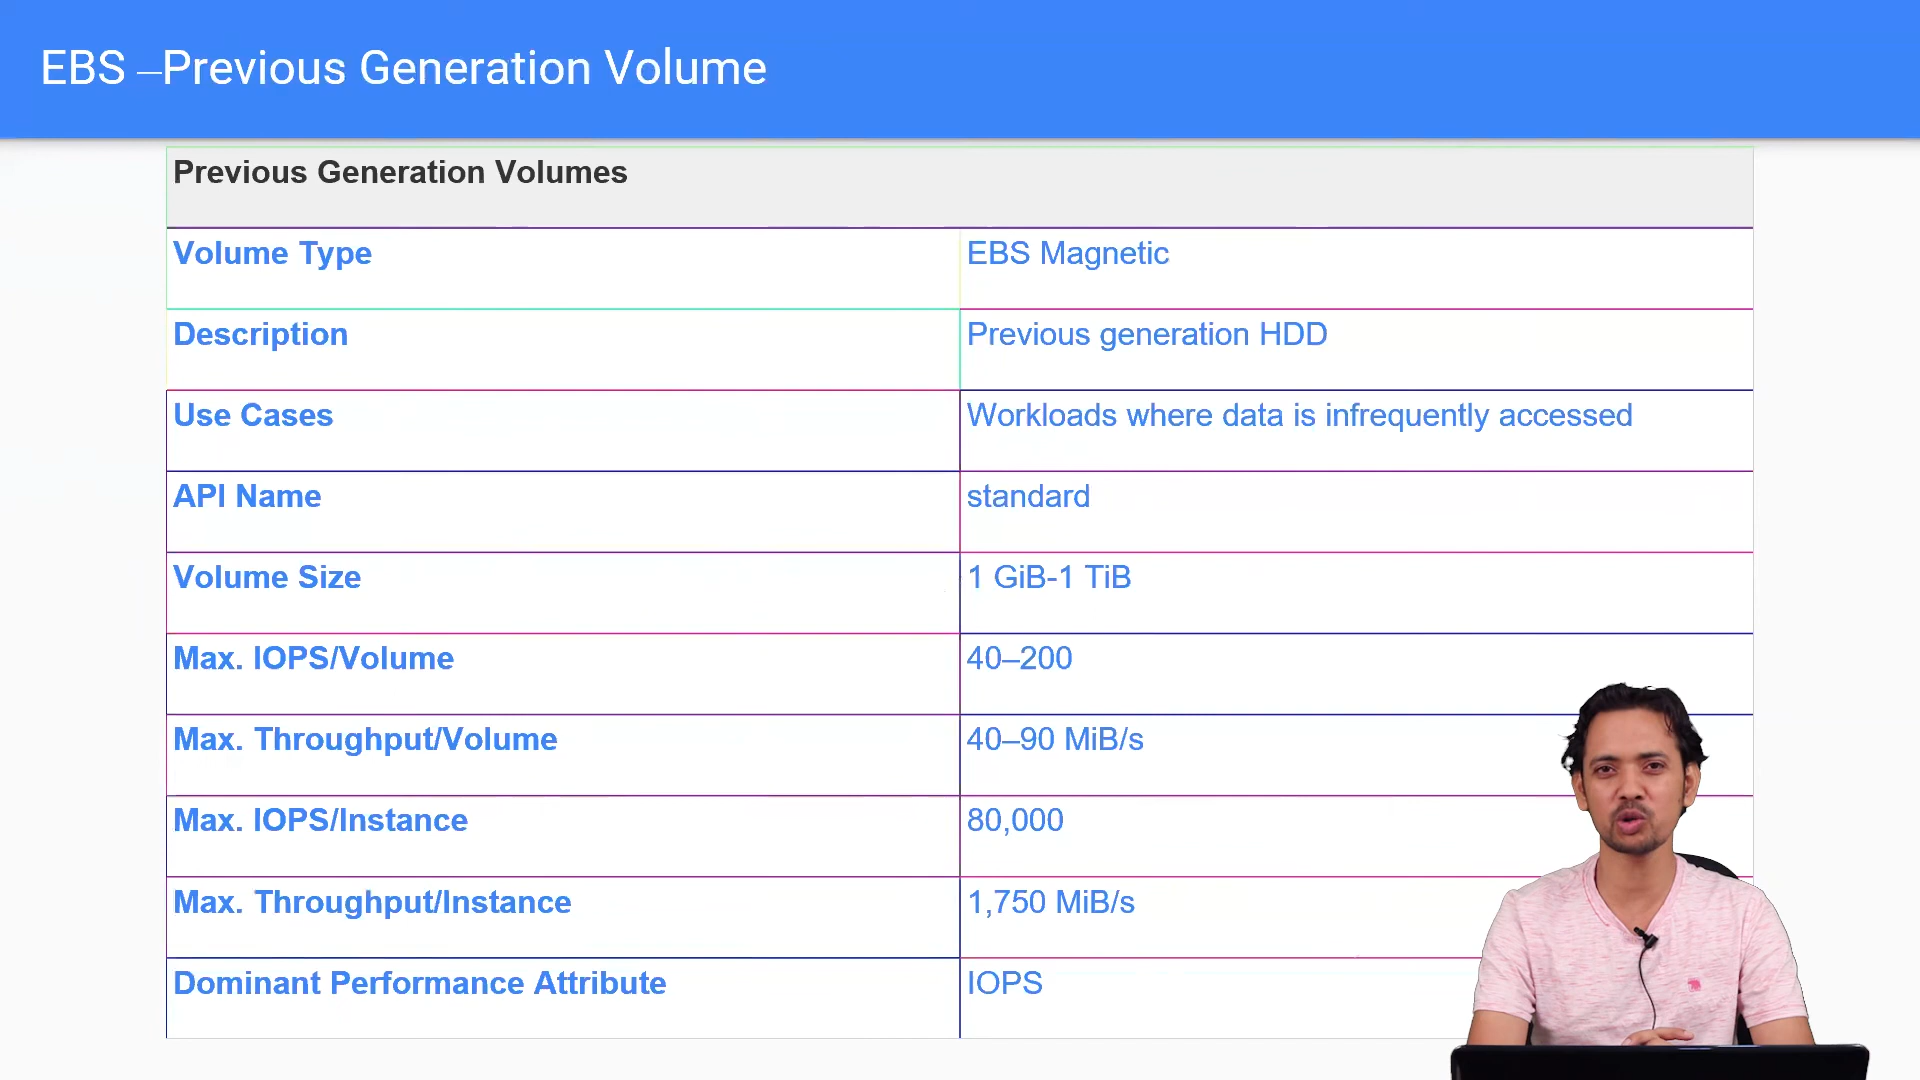 EBS –Previous Generation Volume
Previous Generation Volumes
Volume Type EBS Magnetic
Description Previous generation HDD
Use Cases Workloads where data is infrequently accessed
API Name standard
Volume Size 1 GiB-1 TiB
Max. IOPS/Volume 40–200
Max. Throughput/Volume 40–90 MiB/s
Max. IOPS/Instance 80,000
Max. Throughput/Instance 1,750 MiB/s
Dominant Performance Attribute IOPS